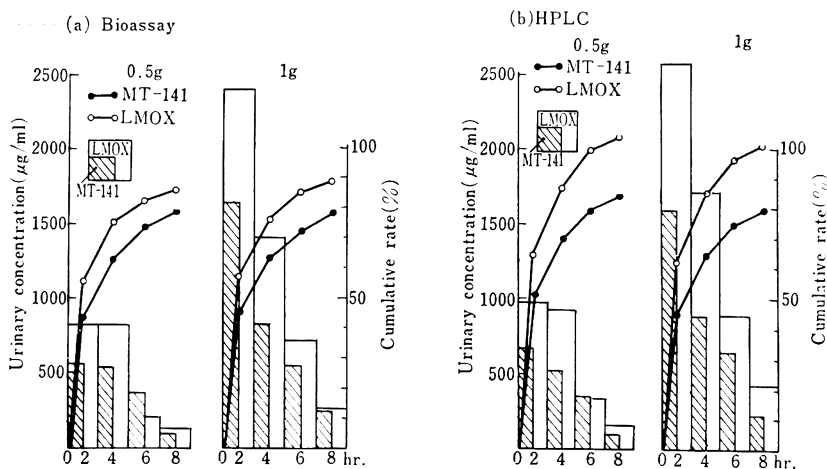 (a) Bioassay
0.5g
1g
MT-141
LMOX
LMOX
MT-141
Urinary concentration(μg/ml)
2500
2000
1500
1000
500
0 2 4 6 8
0 2 4 6 8 hr.
100
50
Cumulative rate(%)
(b)HPLC
0.5g
1g
MT-141
LMOX
LMOX
MT-141
Urinary concentration(μg/ml)
2500
2000
1500
1000
500
0 2 4 6 8
0 2 4 6 8 hr.
100
50
Cumulative rate(%)